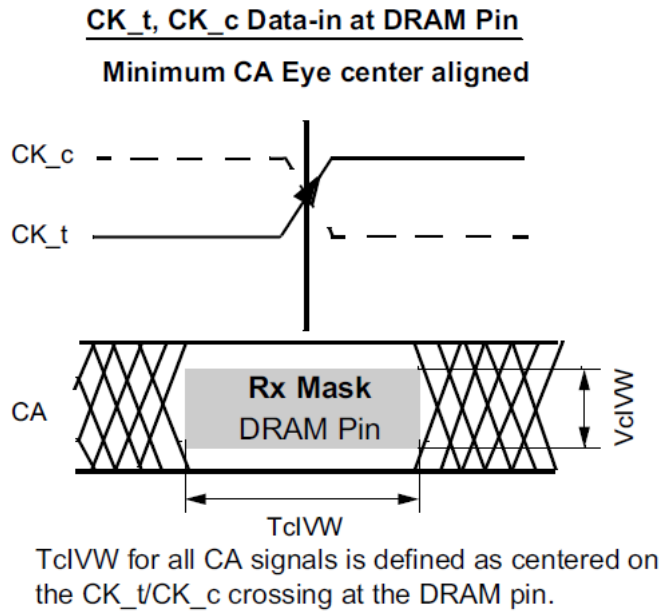 CK_t, CK_c Data-in at DRAM Pin
Minimum CA Eye center aligned
CK_c
CK_t
CA
Rx Mask
DRAM Pin
VcIVW
TcIVW
TcIVW for all CA signals is defined as centered on
the CK_t/CK_c crossing at the DRAM pin.